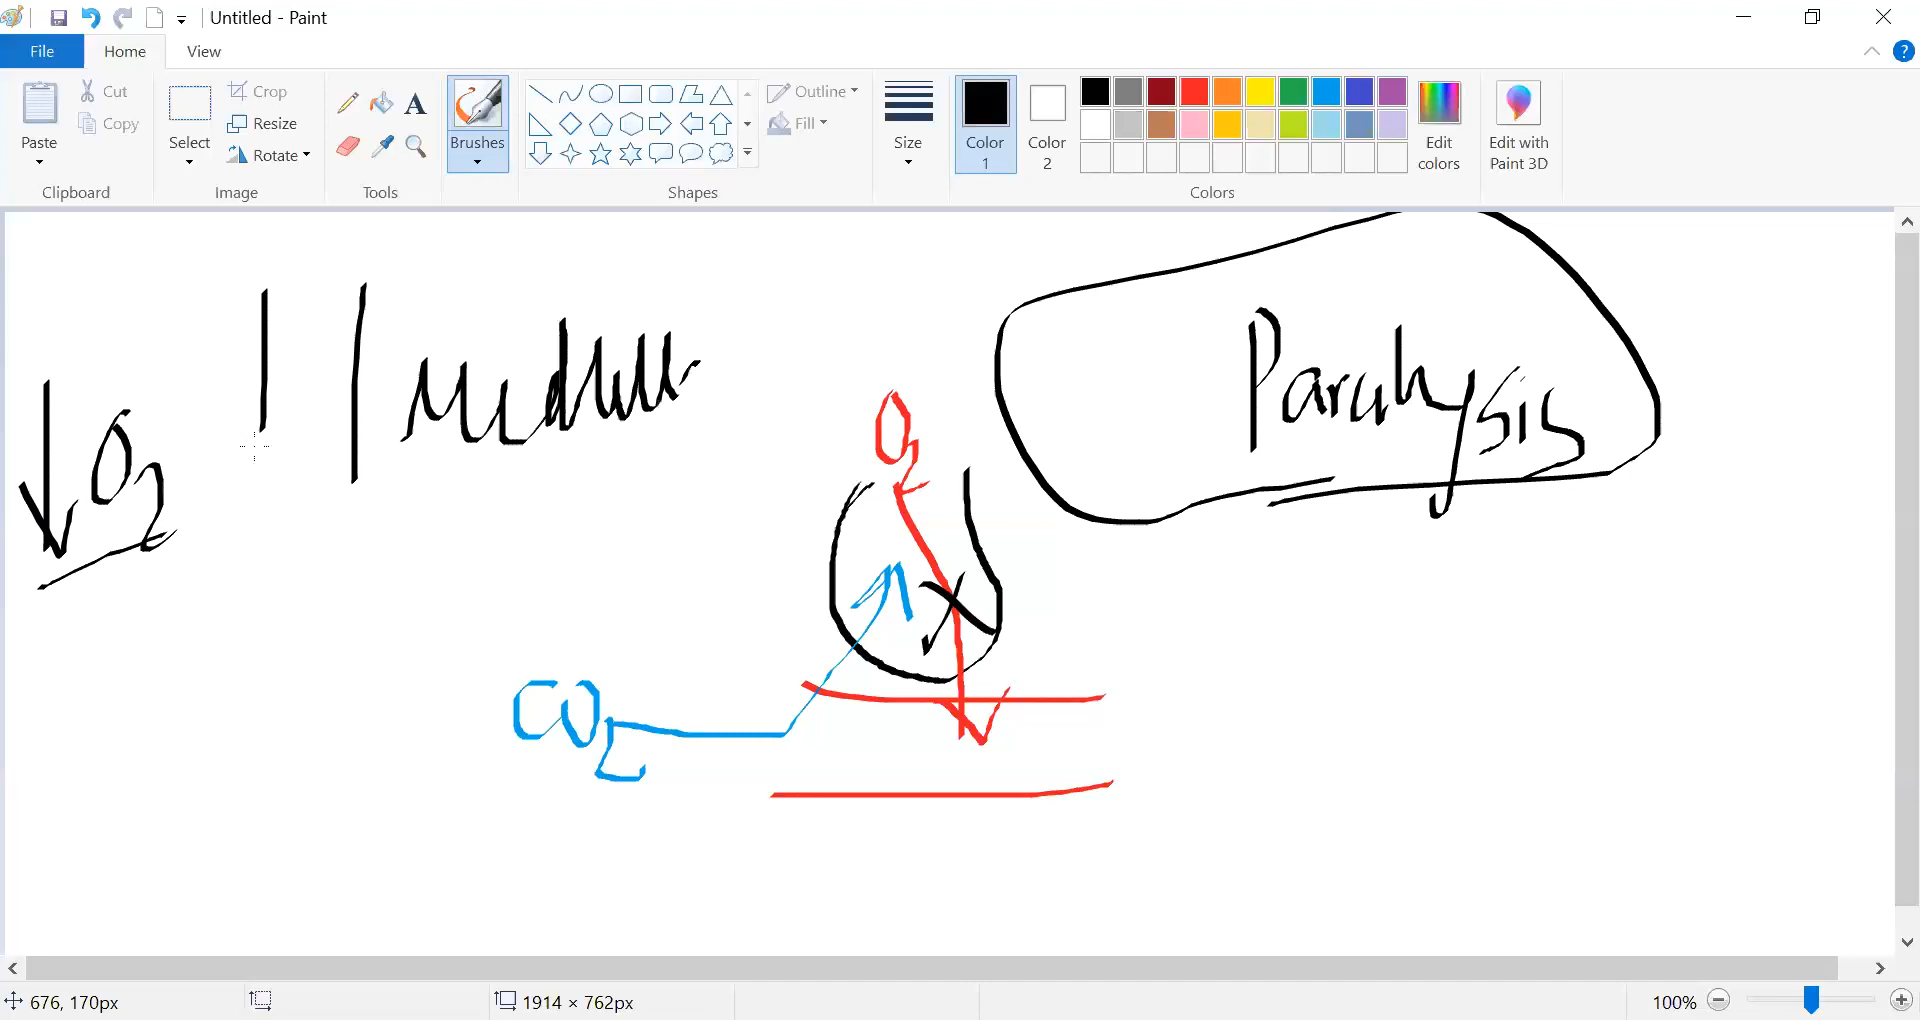 Untitled - Paint
File Home View
Cut
Copy
Paste
Clipboard
Crop
Resize
Rotate
Select
Image
Tools
Brushes
Outline
Fill
Shapes
Size
Color 1
Color 2
Edit colors
Colors
Edit with Paint 3D
Paralysis
O2
O2
CO2
676, 170px
1914 × 762px
100%